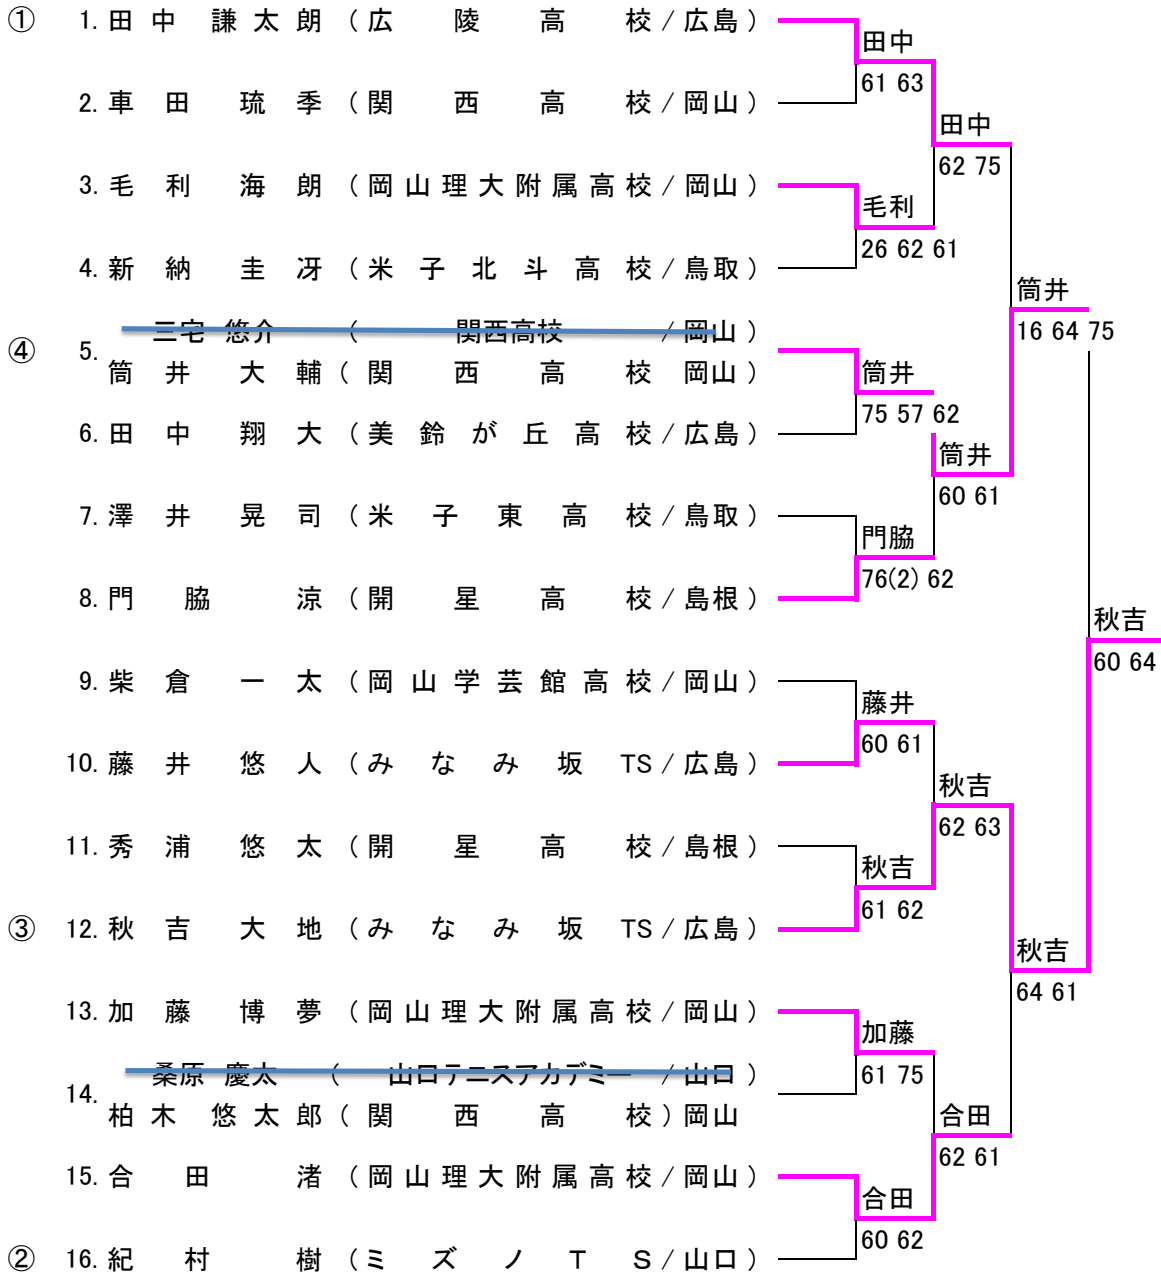 ① 1. 田中 謙太朗 (広陵高校/広島)
田中
61 63
2. 車田 琉季 (関西高校/岡山)
田中
62 75
3. 毛利 海朗 (岡山理大附属高校/岡山)
毛利
26 62 61
4. 新納 圭冴 (米子北斗高校/鳥取)
筒井
16 64 75
三宅 悠介 ( 関西高校 /岡山)
④ 5.
筒井 大輔 (関西高校 岡山)
筒井
75 57 62
6. 田中 翔大 (美鈴が丘高校/広島)
筒井
60 61
7. 澤井 晃司 (米子東高校/鳥取)
門脇
76(2) 62
8. 門脇 涼 (開星高校/島根)
秋吉
60 64
9. 柴倉 一太 (岡山学芸館高校/岡山)
藤井
60 61
10. 藤井 悠人 (みなみ坂TS/広島)
秋吉
62 63
11. 秀浦 悠太 (開星高校/島根)
秋吉
61 62
③ 12. 秋吉 大地 (みなみ坂TS/広島)
秋吉
64 61
13. 加藤 博夢 (岡山理大附属高校/岡山)
加藤
61 75
桑原 慶太 ( 山口テニスアカデミー /山口)
14.
柏木 悠太郎 (関西高校)岡山
合田
62 61
15. 合田 渚 (岡山理大附属高校/岡山)
合田
60 62
② 16. 紀村 樹 (ミズノTS/山口)